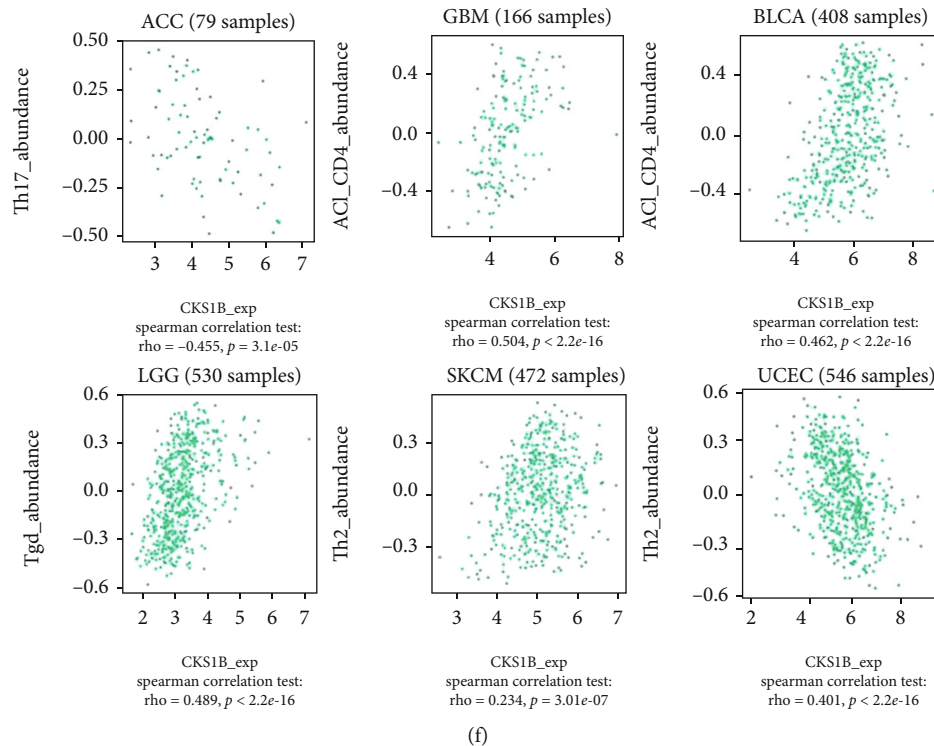 ACC (79 samples)
Th17_abundance
0.50
0.25
0.00
–0.25
–0.50
3 4 5 6 7
CKS1B_exp
spearman correlation test:
rho = –0.455, p = 3.1e-05
GBM (166 samples)
ACl_CD4_abundance
0.4
0.0
–0.4
4 6 8
CKS1B_exp
spearman correlation test:
rho = 0.504, p < 2.2e-16
BLCA (408 samples)
ACl_CD4_abundance
0.4
0.0
–0.4
4 6 8
CKS1B_exp
spearman correlation test:
rho = 0.462, p < 2.2e-16
LGG (530 samples)
Tgd_abundance
0.6
0.3
0.0
–0.3
–0.6
2 3 4 5 6 7
CKS1B_exp
spearman correlation test:
rho = 0.489, p < 2.2e-16
SKCM (472 samples)
Th2_abundance
0.3
0.0
–0.3
3 4 5 6 7
CKS1B_exp
spearman correlation test:
rho = 0.234, p = 3.01e-07
UCEC (546 samples)
Th2_abundance
0.6
0.3
0.0
–0.3
–0.6
2 4 6 8
CKS1B_exp
spearman correlation test:
rho = 0.401, p < 2.2e-16
(f)